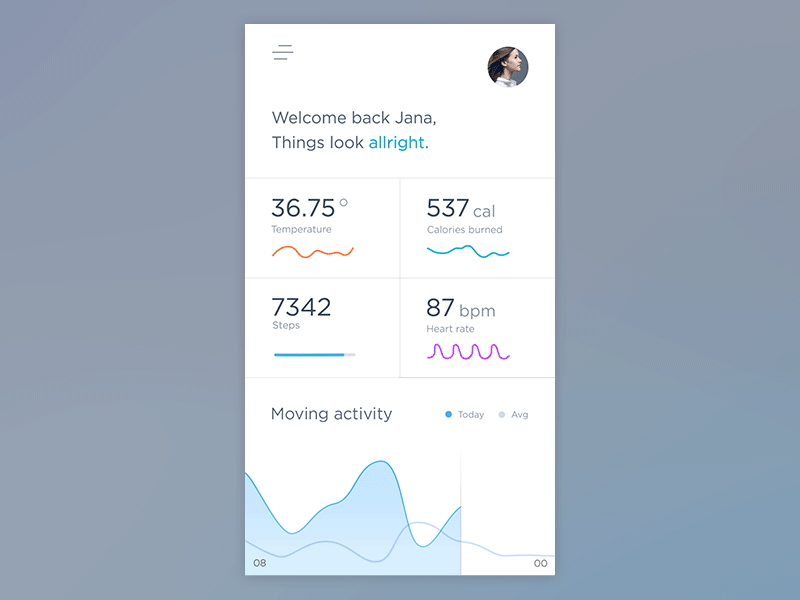 Welcome back Jana,
Things look allright.
36.75°
Temperature
537 cal
Calories burned
7342
Steps
87 bpm
Heart rate
Moving activity
Today
Avg
08
00